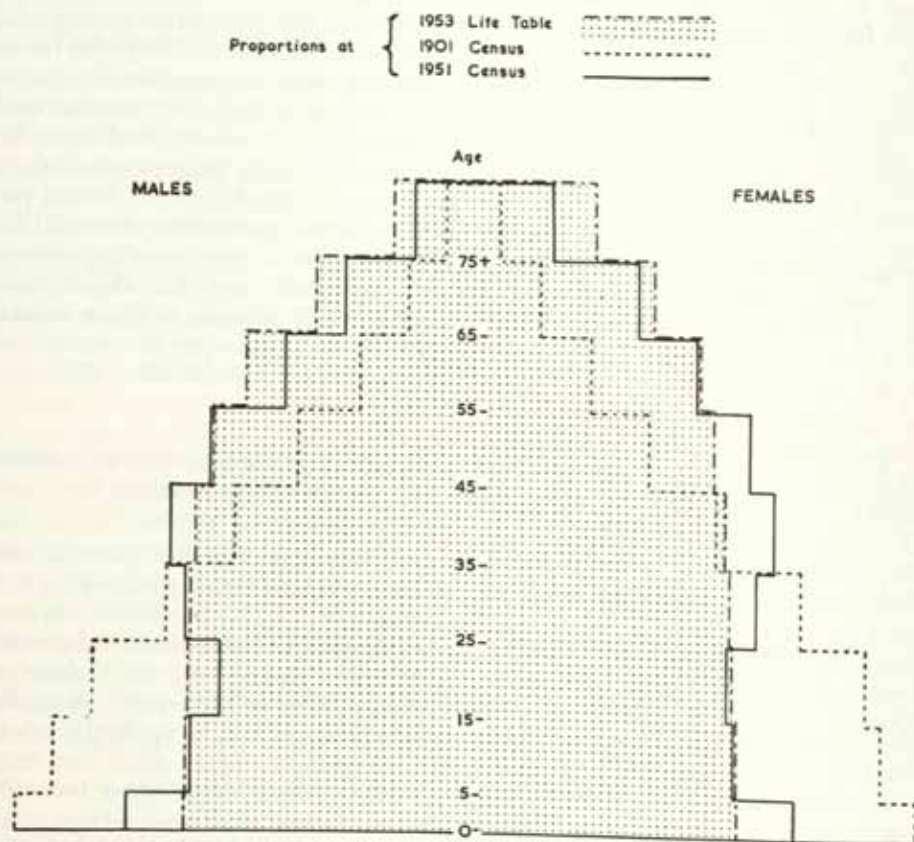 1953 Life Table
Proportions at 1901 Census
1951 Census
Age
MALES
FEMALES
75+
65-
55-
45-
35-
25-
15-
5-
0-